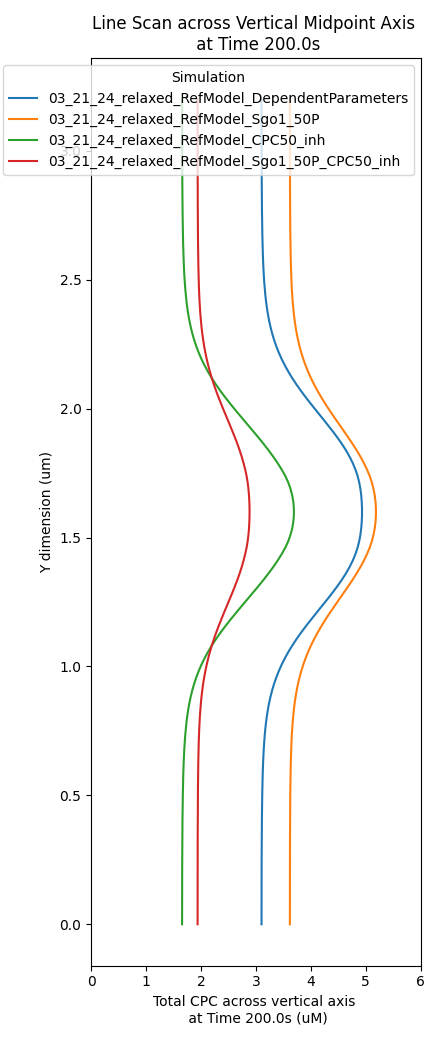 Line Scan across Vertical Midpoint Axis
at Time 200.0s
Simulation
03_21_24_relaxed_RefModel_DependentParameters
03_21_24_relaxed_RefModel_Sgo1_50P
03_21_24_relaxed_RefModel_CPC50_inh
03_21_24_relaxed_RefModel_Sgo1_50P_CPC50_inh
3.0
2.5
2.0
1.5
1.0
0.5
0.0
Y dimension (um)
0 1 2 3 4 5 6
Total CPC across vertical axis
at Time 200.0s (uM)